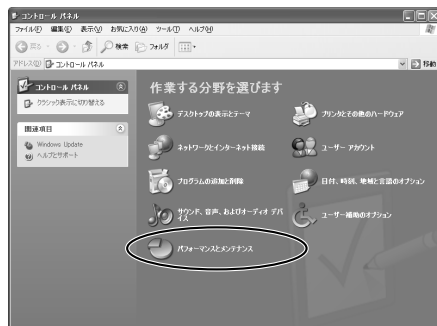 コントロール パネル
ファイル(F) 編集(E) 表示(V) お気に入り(A) ツール(T) ヘルプ(H)
戻る 検索 フォルダ
アドレス(D) コントロール パネル 移動
コントロール パネル
クラシック表示に切り替える
関連項目
Windows Update
ヘルプとサポート
作業する分野を選びます
デスクトップの表示とテーマ
プリンタとその他のハードウェア
ネットワークとインターネット接続
ユーザー アカウント
プログラムの追加と削除
日付、時刻、地域と言語のオプション
サウンド、音声、およびオーディオ デバ
イス
ユーザー補助のオプション
パフォーマンスとメンテナンス